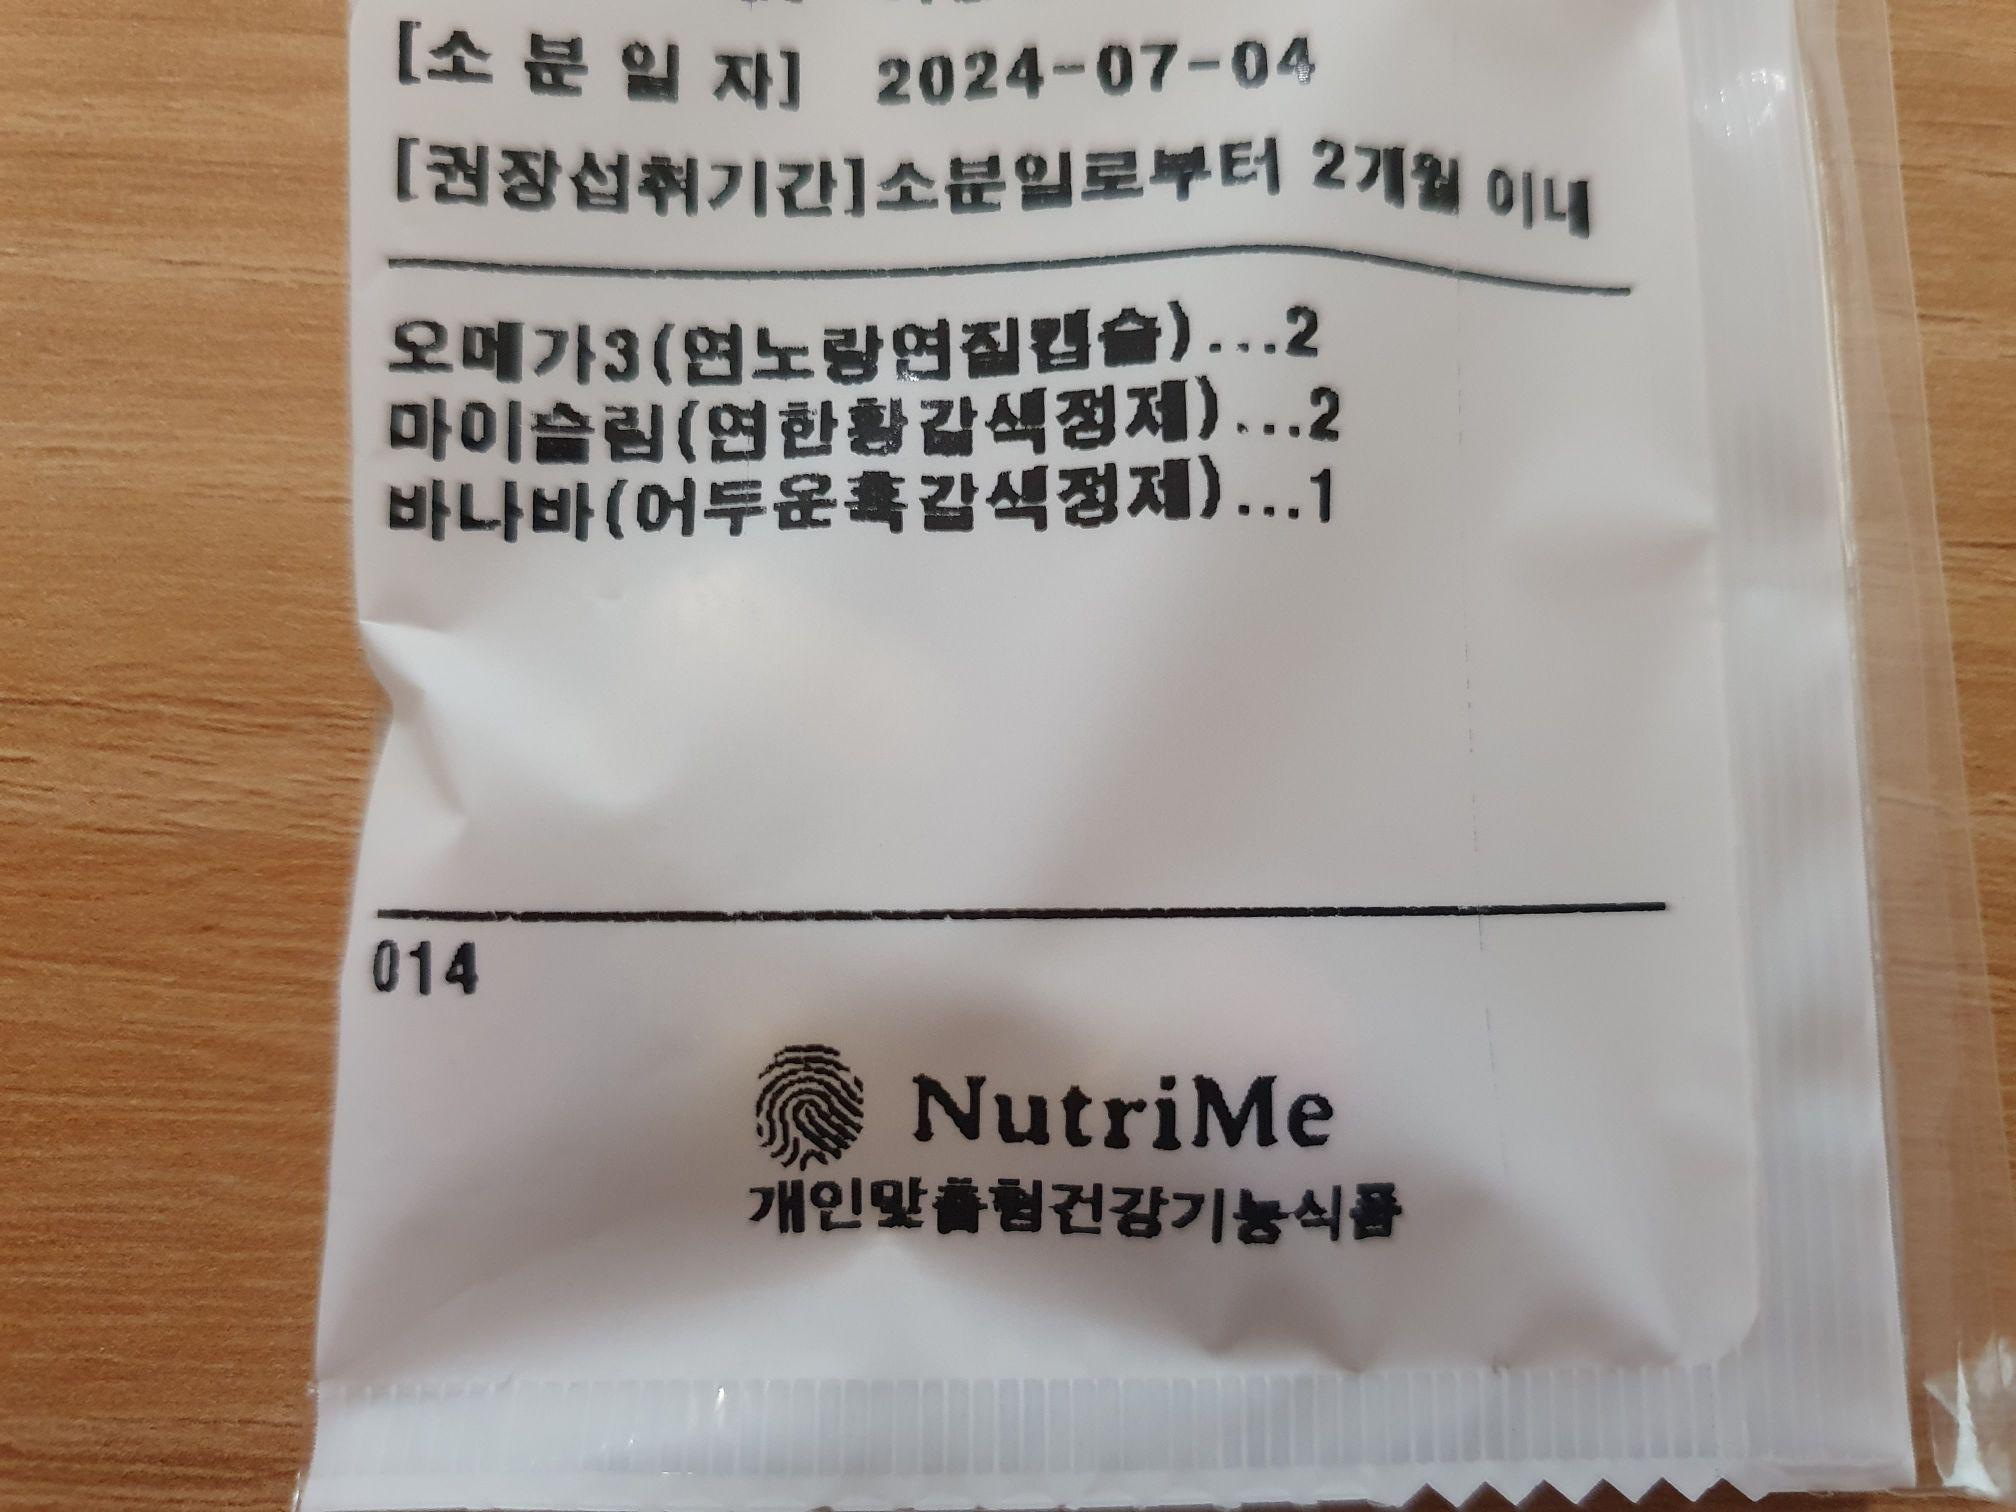 [소 분 일 자] 2024-07-04
[권장섭취기간]소분일로부터 2개월 이내
오메가3(연노랑연질캡슐)...2
마이슬림(연한황갈색정제)...2
바나바(어두운흑갈색정제)...1
014
NutriMe
개인맞춤형건강기능식품